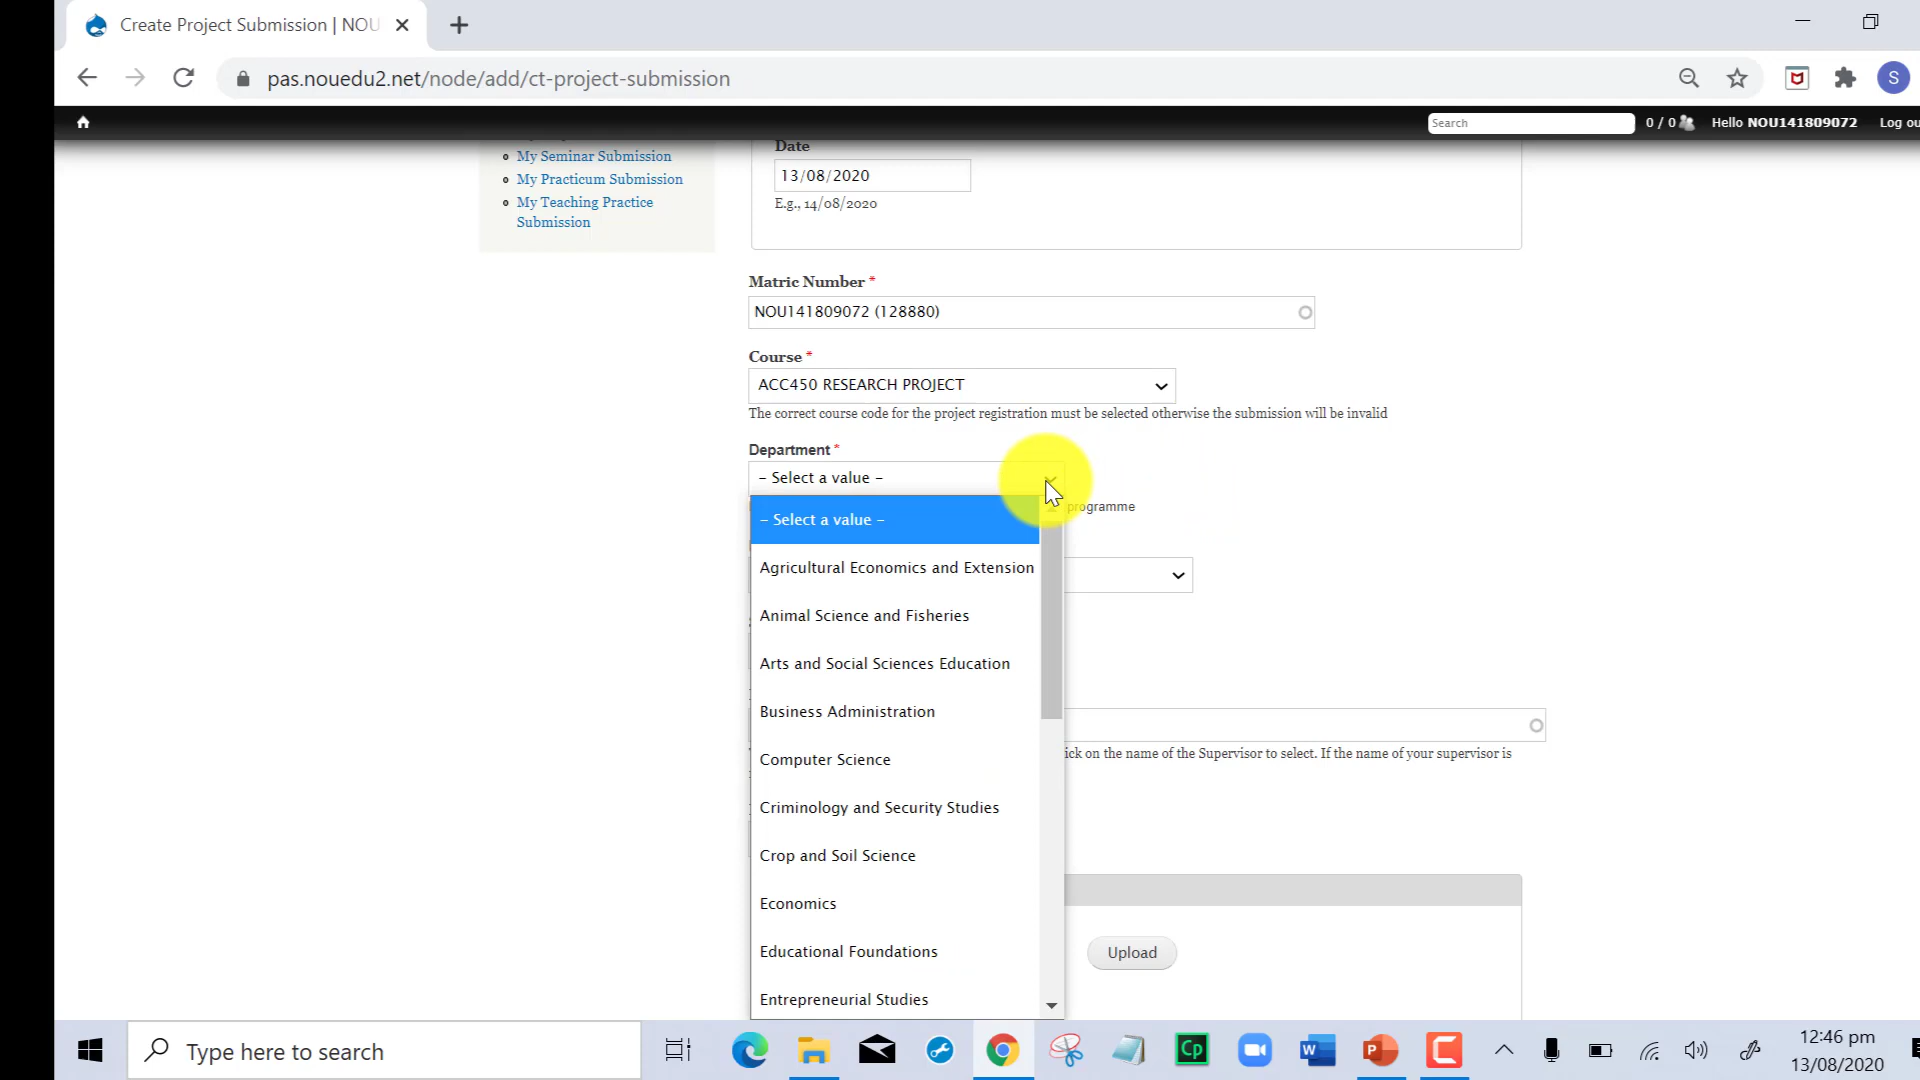 Create Project Submission | NOU
pas.nouedu2.net/node/add/ct-project-submission
S
Search
0 / 0
Hello NOU141809072
Log ou
My Seminar Submission
My Practicum Submission
My Teaching Practice
Submission
Date
13/08/2020
E.g., 14/08/2020
Matric Number *
NOU141809072 (128880)
Course *
ACC450 RESEARCH PROJECT
The correct course code for the project registration must be selected otherwise the submission will be invalid
Department *
- Select a value -
programme
- Select a value -
Agricultural Economics and Extension
Animal Science and Fisheries
Arts and Social Sciences Education
Business Administration
ick on the name of the Supervisor to select. If the name of your supervisor is
Computer Science
Criminology and Security Studies
Crop and Soil Science
Economics
Educational Foundations
Upload
Entrepreneurial Studies
Type here to search
Cp
W
P
C
12:46 pm
13/08/2020